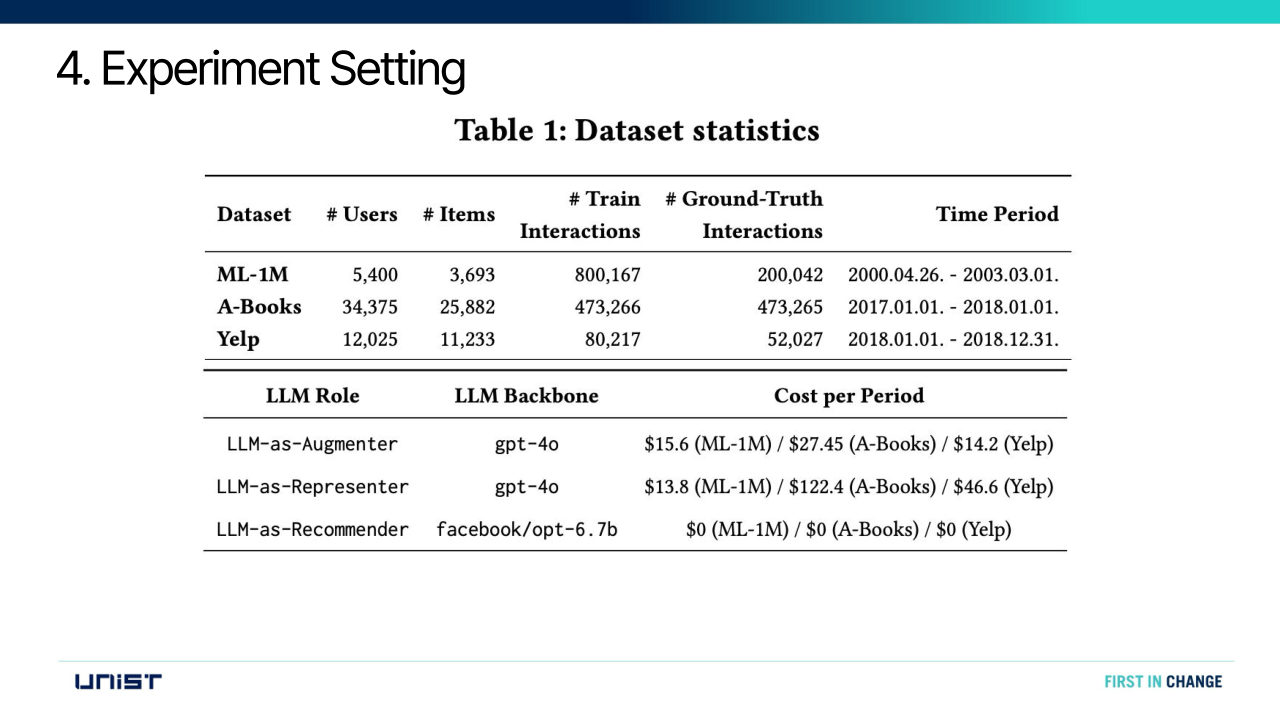 4. Experiment Setting
Table 1: Dataset statistics
Dataset # Users # Items # Train Interactions # Ground-Truth Interactions Time Period
ML-1M 5,400 3,693 800,167 200,042 2000.04.26. - 2003.03.01.
A-Books 34,375 25,882 473,266 473,265 2017.01.01. - 2018.01.01.
Yelp 12,025 11,233 80,217 52,027 2018.01.01. - 2018.12.31.
LLM Role LLM Backbone Cost per Period
LLM-as-Augmenter gpt-4o $15.6 (ML-1M) / $27.45 (A-Books) / $14.2 (Yelp)
LLM-as-Representer gpt-4o $13.8 (ML-1M) / $122.4 (A-Books) / $46.6 (Yelp)
LLM-as-Recommender facebook/opt-6.7b $0 (ML-1M) / $0 (A-Books) / $0 (Yelp)
UNIST
FIRST IN CHANGE